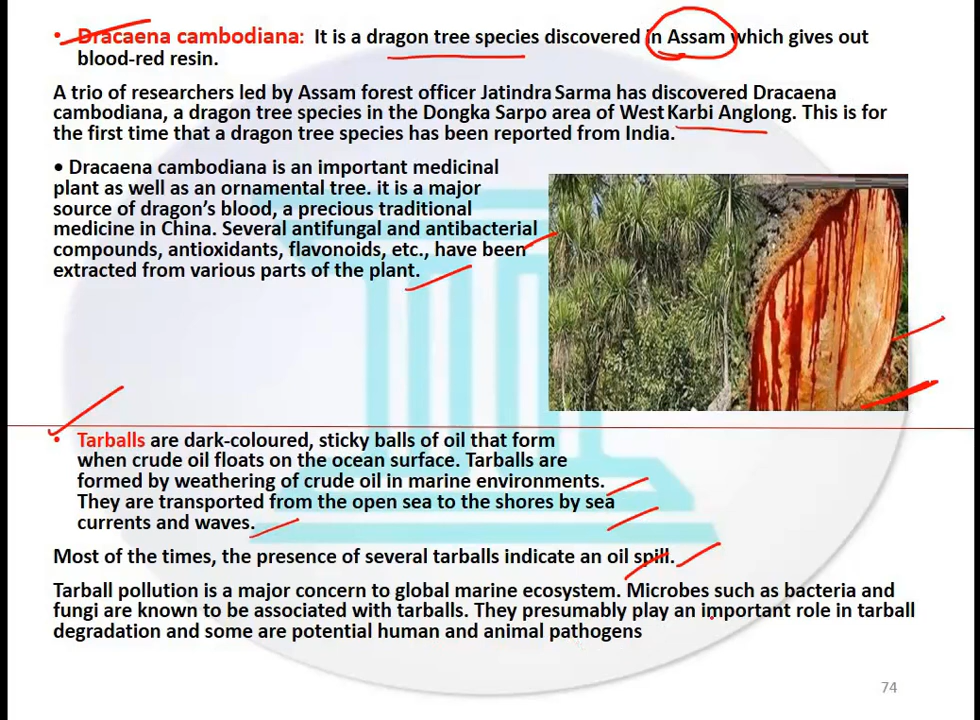 • Dracaena cambodiana: It is a dragon tree species discovered in Assam which gives out
blood-red resin.
A trio of researchers led by Assam forest officer Jatindra Sarma has discovered Dracaena
cambodiana, a dragon tree species in the Dongka Sarpo area of West Karbi Anglong. This is for
the first time that a dragon tree species has been reported from India.
• Dracaena cambodiana is an important medicinal
plant as well as an ornamental tree. it is a major
source of dragon's blood, a precious traditional
medicine in China. Several antifungal and antibacterial
compounds, antioxidants, flavonoids, etc., have been
extracted from various parts of the plant.
• Tarballs are dark-coloured, sticky balls of oil that form
when crude oil floats on the ocean surface. Tarballs are
formed by weathering of crude oil in marine environments.
They are transported from the open sea to the shores by sea
currents and waves.
Most of the times, the presence of several tarballs indicate an oil spill.
Tarball pollution is a major concern to global marine ecosystem. Microbes such as bacteria and
fungi are known to be associated with tarballs. They presumably play an important role in tarball
degradation and some are potential human and animal pathogens
74